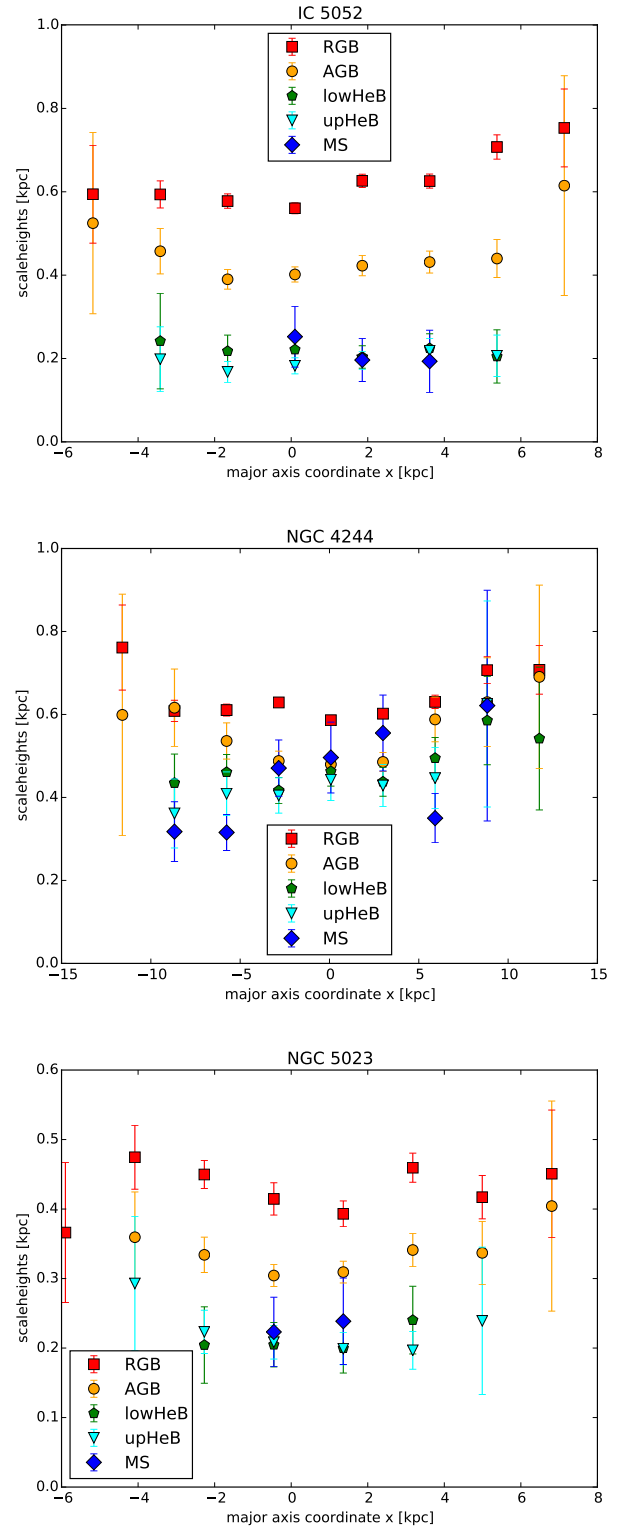 IC 5052
1.0
0.8
0.6
0.4
0.2
0.0
scaleheights [kpc]
RGB
AGB
lowHeB
upHeB
MS
−6 −4 −2 0 2 4 6 8
major axis coordinate x [kpc]
NGC 4244
1.0
0.8
0.6
0.4
0.2
0.0
scaleheights [kpc]
RGB
AGB
lowHeB
upHeB
MS
−15 −10 −5 0 5 10 15
major axis coordinate x [kpc]
NGC 5023
0.6
0.5
0.4
0.3
0.2
0.1
0.0
scaleheights [kpc]
RGB
AGB
lowHeB
upHeB
MS
−6 −4 −2 0 2 4 6 8
major axis coordinate x [kpc]